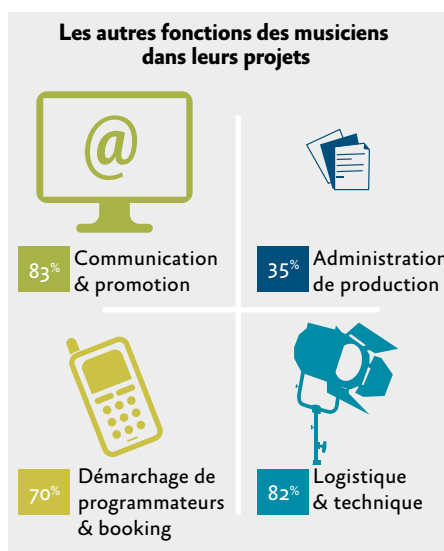 Les autres fonctions des musiciens
dans leurs projets
@
83% Communication
& promotion
35% Administration
de production
70% Démarchage de
programmateurs
& booking
82% Logistique
& technique